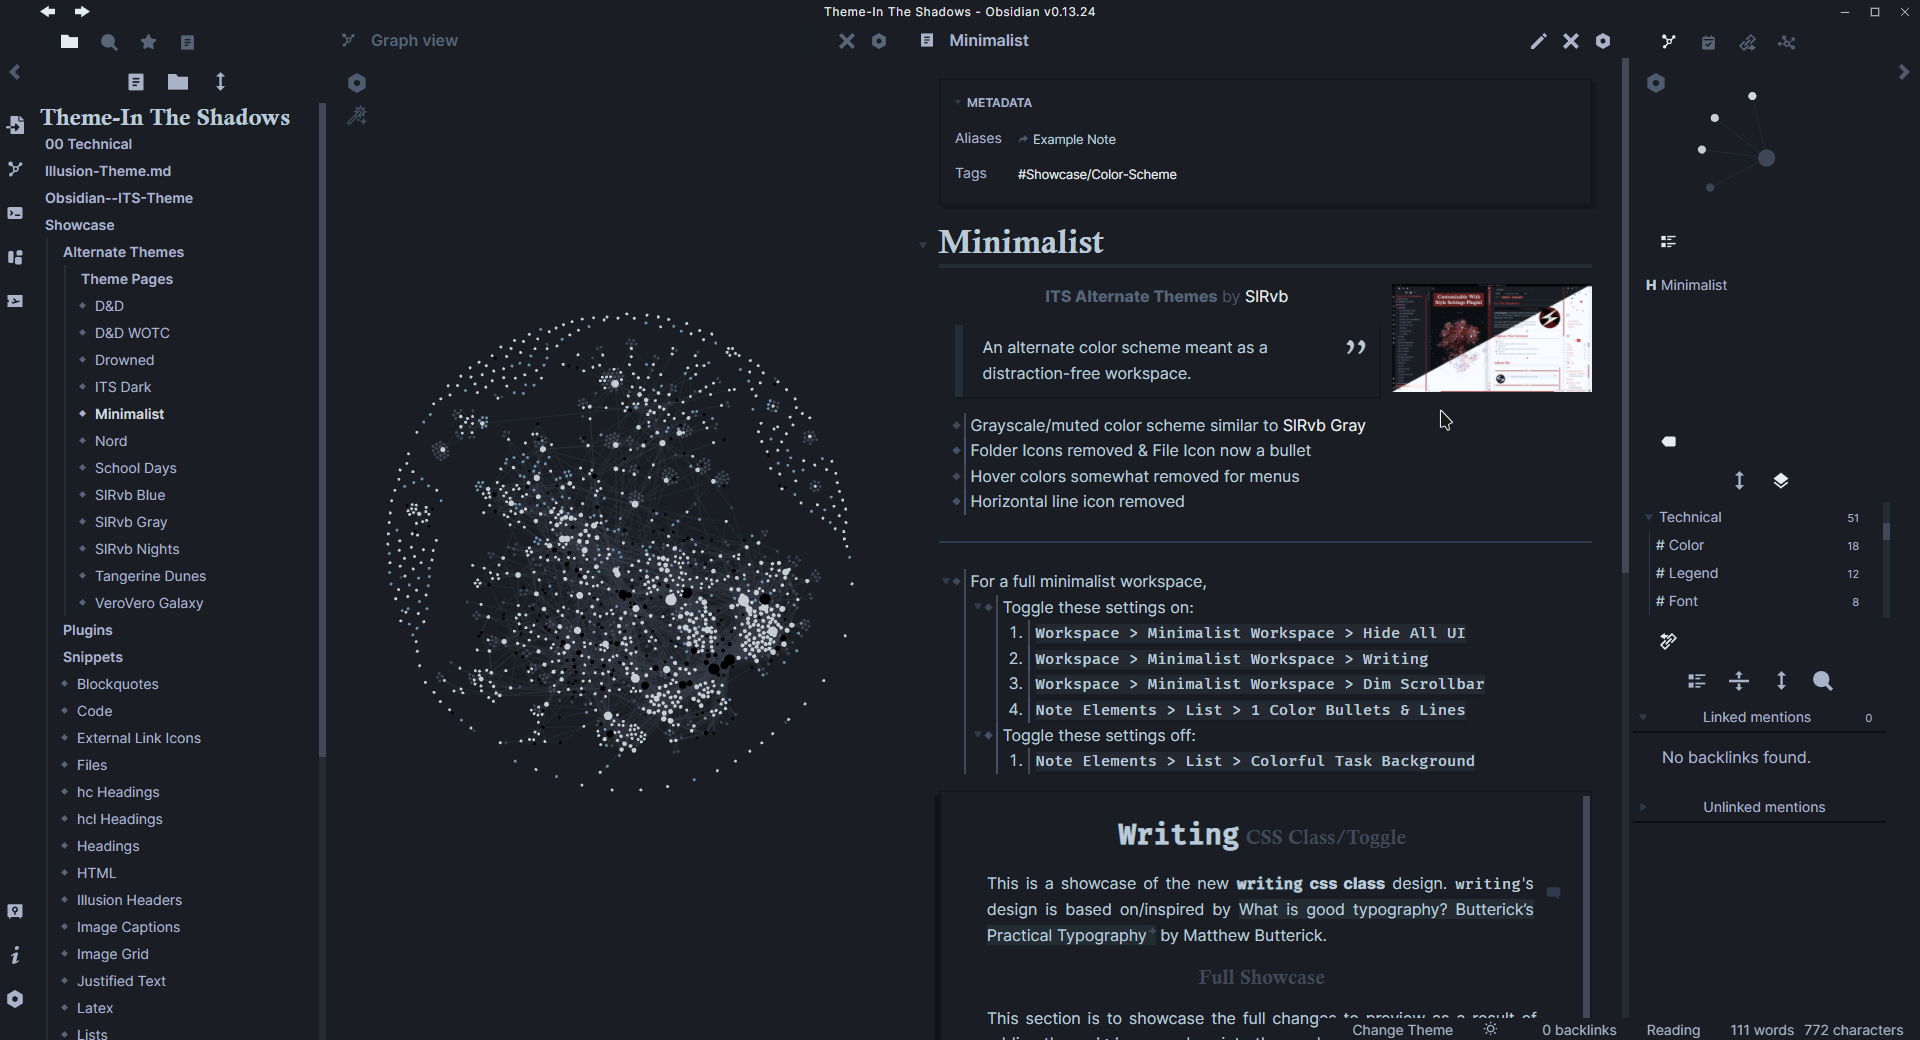 Theme-In The Shadows - Obsidian v0.13.24
Graph view
Minimalist
Theme-In The Shadows
00 Technical
Illusion-Theme.md
Obsidian--ITS-Theme
Showcase
Alternate Themes
Theme Pages
D&D
D&D WOTC
Drowned
ITS Dark
Minimalist
Nord
School Days
SIRvb Blue
SIRvb Gray
SIRvb Nights
Tangerine Dunes
VeroVero Galaxy
Plugins
Snippets
Blockquotes
Code
External Link Icons
Files
hc Headings
hcl Headings
Headings
HTML
Illusion Headers
Image Captions
Image Grid
Justified Text
Latex
Lists
METADATA
Aliases Example Note
Tags #Showcase/Color-Scheme
Minimalist
ITS Alternate Themes by SIRvb
An alternate color scheme meant as a
distraction-free workspace.
Customizable With
Style Settings Plugin!
Grayscale/muted color scheme similar to SIRvb Gray
Folder Icons removed & File Icon now a bullet
Hover colors somewhat removed for menus
Horizontal line icon removed
For a full minimalist workspace,
Toggle these settings on:
1. Workspace > Minimalist Workspace > Hide All UI
2. Workspace > Minimalist Workspace > Writing
3. Workspace > Minimalist Workspace > Dim Scrollbar
4. Note Elements > List > 1 Color Bullets & Lines
Toggle these settings off:
1. Note Elements > List > Colorful Task Background
Writing CSS Class/Toggle
This is a showcase of the new writing css class design. writing's
design is based on/inspired by What is good typography? Butterick's
Practical Typography by Matthew Butterick.
Full Showcase
This section is to showcase the full changes to preview as a result of
H Minimalist
Technical 51
# Color 18
# Legend 12
# Font 8
Linked mentions 0
No backlinks found.
Unlinked mentions
Change Theme 0 backlinks Reading 111 words 772 characters